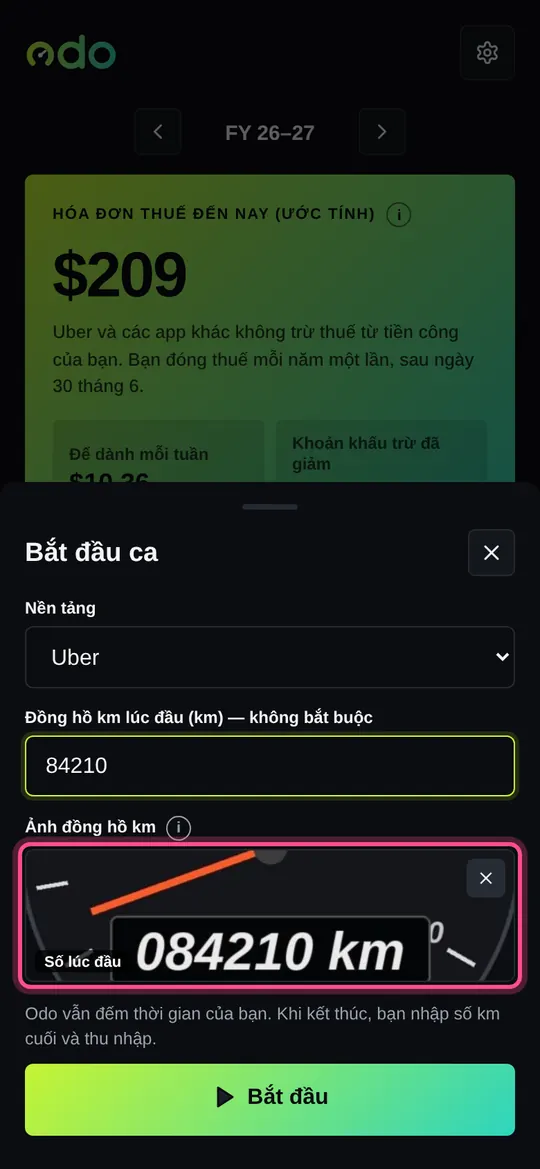 odo
FY 26–27
HÓA ĐƠN THUẾ ĐẾN NAY (ƯỚC TÍNH)
$209
Uber và các app khác không trừ thuế từ tiền công
của bạn. Bạn đóng thuế mỗi năm một lần, sau ngày
30 tháng 6.
Để dành mỗi tuần
$10.36
Khoản khấu trừ đã
giảm
Bắt đầu ca
Nền tảng
Uber
Đồng hồ km lúc đầu (km) — không bắt buộc
84210
Ảnh đồng hồ km
084210 km
Số lúc đầu
Odo vẫn đếm thời gian của bạn. Khi kết thúc, bạn nhập số km
cuối và thu nhập.
Bắt đầu